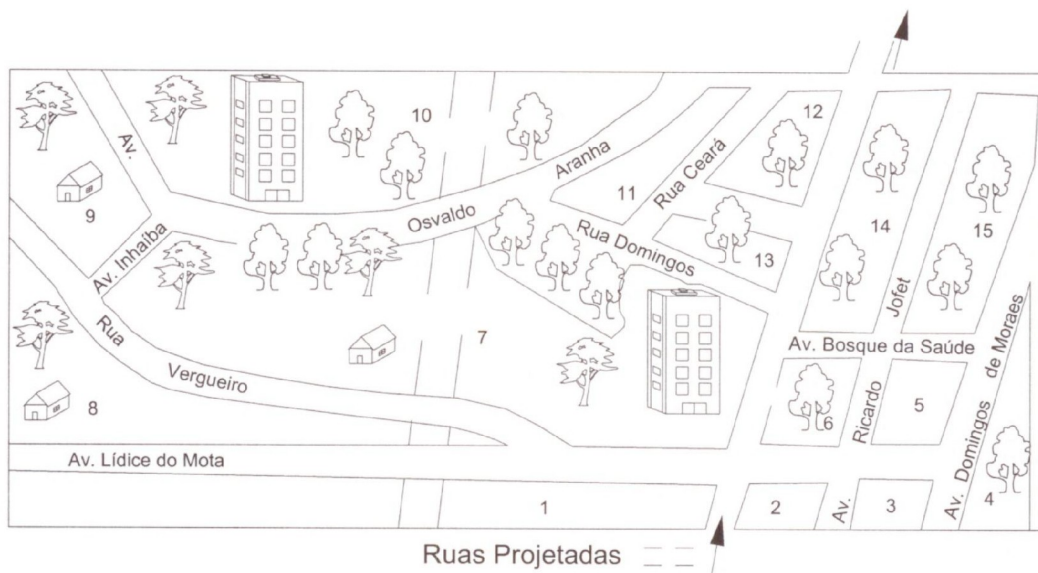 10
12
Av.
Aranha
11
Rua Ceará
9
Osvaldo
Rua Domingos
14
15
Av. Inhaíba
13
Rua
7
Jofet
Av. Bosque da Saúde
Av. Domingos de Moraes
Vergueiro
8
6
Ricardo
5
Av. Lídice do Mota
4
1
2
Av.
3
Ruas Projetadas